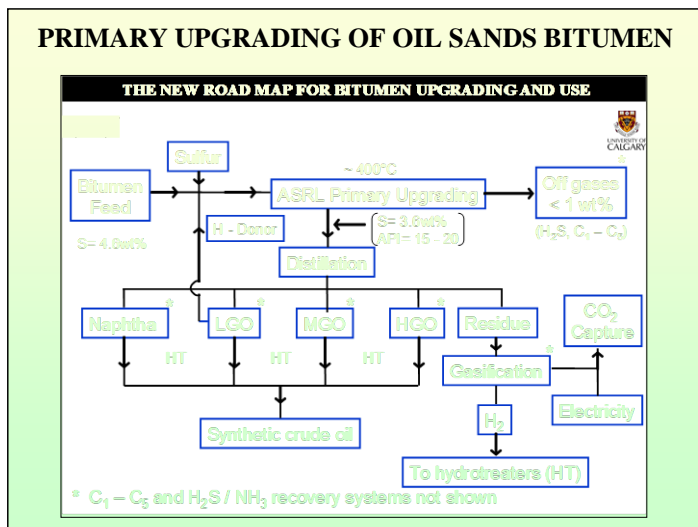 PRIMARY UPGRADING OF OIL SANDS BITUMEN
THE NEW ROAD MAP FOR BITUMEN UPGRADING AND USE
UNIVERSITY OF
CALGARY
Sulfur
~ 400°C
*
Bitumen
Feed
ASRL Primary Upgrading
Off gases
< 1 wt%
S= 4.8wt%
H - Donor
S= 3.6wt%
API = 15 – 20
(H₂S, C₁ – C₃)
Distillation
Naphtha *
LGO *
MGO *
HGO *
Residue
CO₂
Capture
HT
HT
HT
Gasification *
H₂
Electricity
Synthetic crude oil
To hydrotreaters (HT)
* C₁ – C₅ and H₂S / NH₃ recovery systems not shown